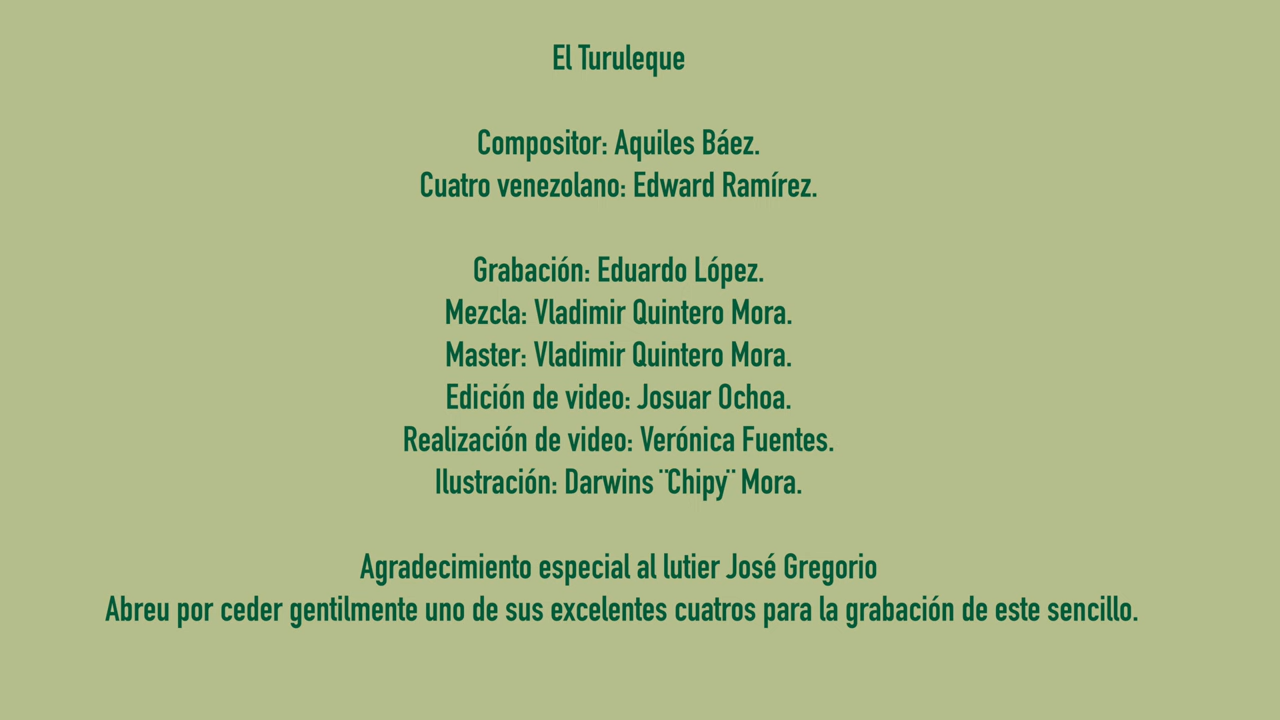 El Turuleque
Compositor: Aquiles Báez.
Cuatro venezolano: Edward Ramírez.
Grabación: Eduardo López.
Mezcla: Vladimir Quintero Mora.
Master: Vladimir Quintero Mora.
Edición de video: Josuar Ochoa.
Realización de video: Verónica Fuentes.
Ilustración: Darwins ¨Chipy¨ Mora.
Agradecimiento especial al lutier José Gregorio
Abreu por ceder gentilmente uno de sus excelentes cuatros para la grabación de este sencillo.